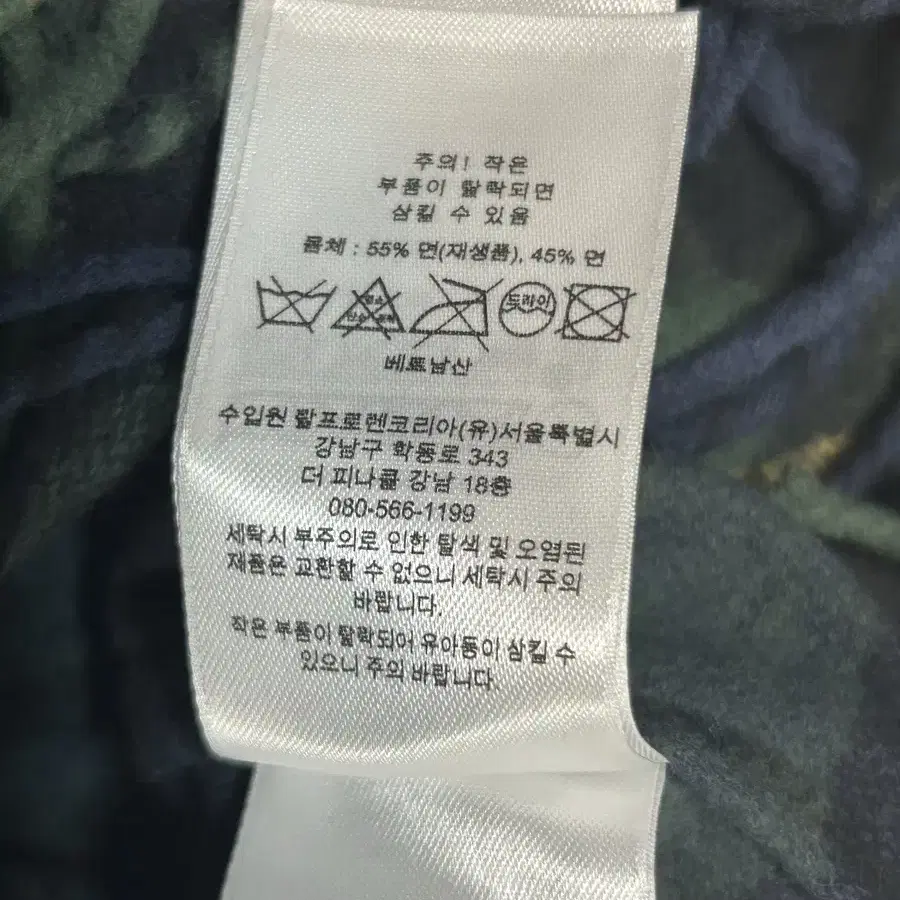 주의! 작은
부품이 탈락되면
삼킬 수 있음
몸체 : 55% 면(재생품), 45% 면
드라이
베트남산
수입원 랄프로렌코리아(유)서울특별시
강남구 학동로 343
더 피나클 강남 18층
080-566-1199
세탁시 부주의로 인한 탈색 및 오염된
제품은 교환할 수 없으니 세탁시 주의
바랍니다.
작은 부품이 탈락되어 유아등이 삼킬 수
있으니 주의 바랍니다.